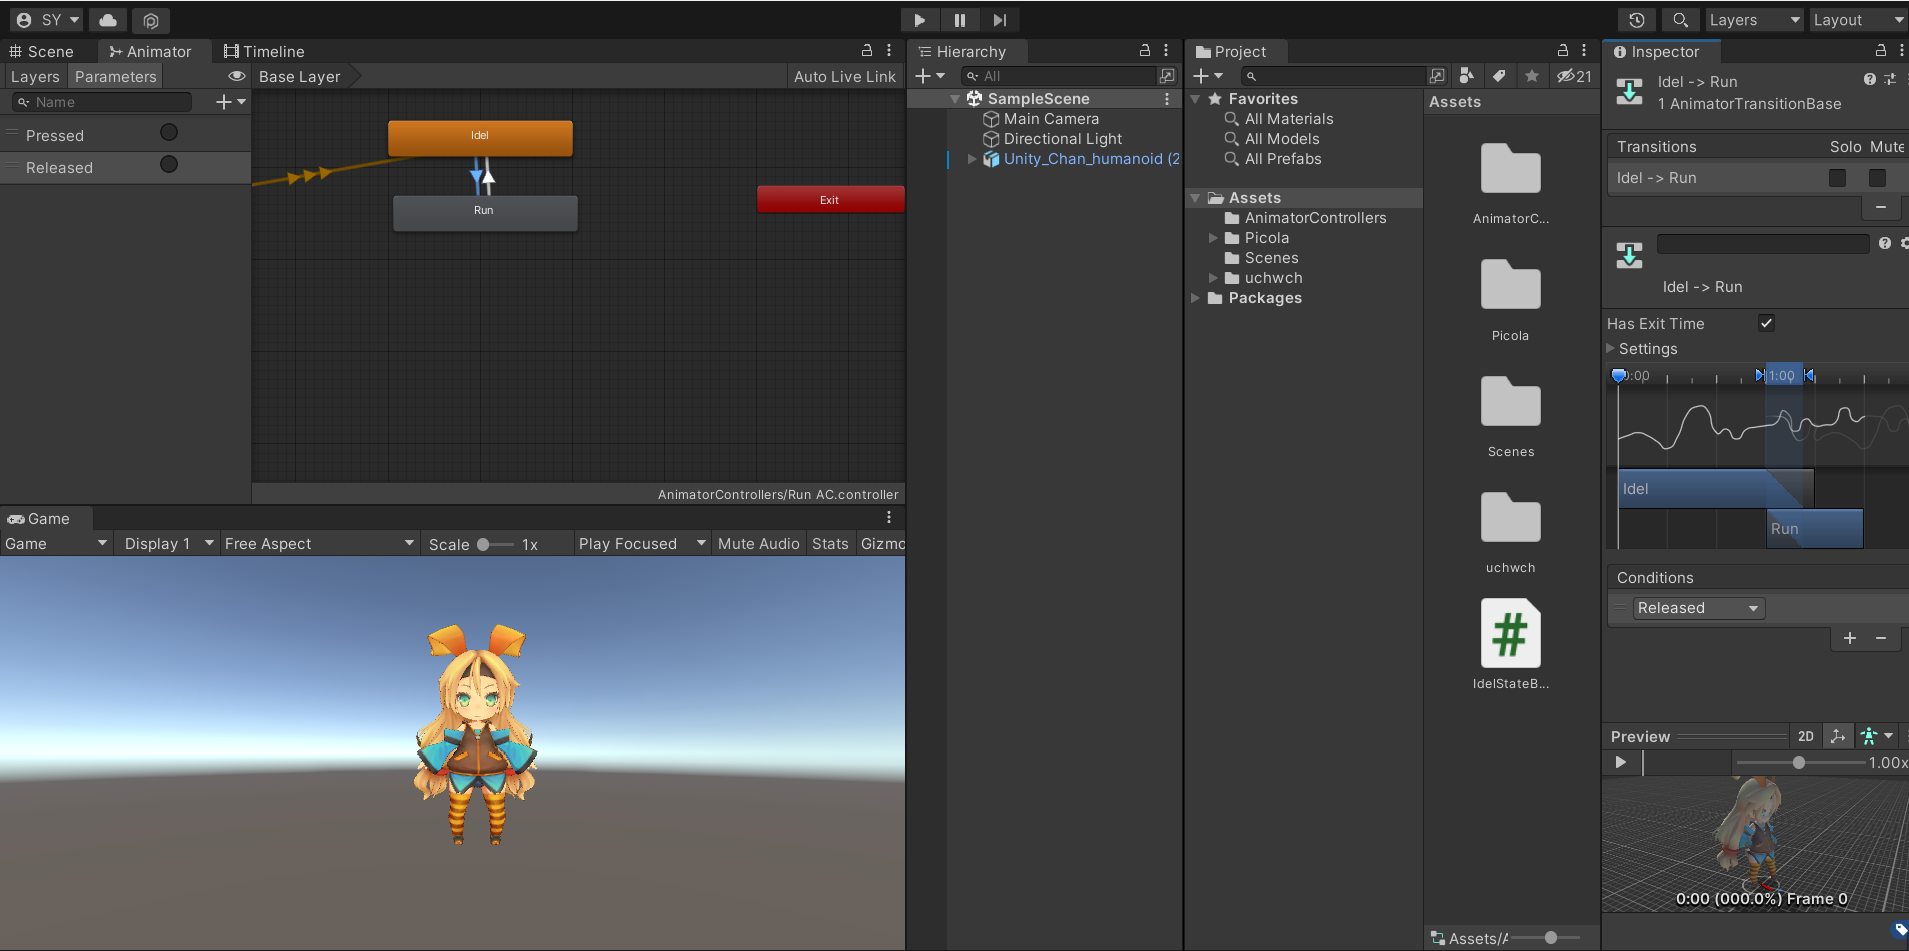 SY
Layers
Layout
Scene
Animator
Timeline
Layers
Parameters
Base Layer
Auto Live Link
Name
Pressed
Released
Idel
Run
Exit
AnimatorControllers/Run AC.controller
Game
Game
Display 1
Free Aspect
Scale
1x
Play Focused
Mute Audio
Stats
Gizmo
Hierarchy
All
SampleScene
Main Camera
Directional Light
Unity_Chan_humanoid (2
Project
21
Favorites
All Materials
All Models
All Prefabs
Assets
AnimatorControllers
Picola
Scenes
uchwch
Packages
Assets
AnimatorC...
Picola
Scenes
uchwch
#
IdelStateB...
Assets/A
Inspector
Idel -> Run
1 AnimatorTransitionBase
Transitions
Solo
Mute
Idel -> Run
Idel -> Run
Has Exit Time
Settings
0:00
1:00
Idel
Run
Conditions
Released
Preview
2D
1.00x
0:00 (000.0%) Frame 0